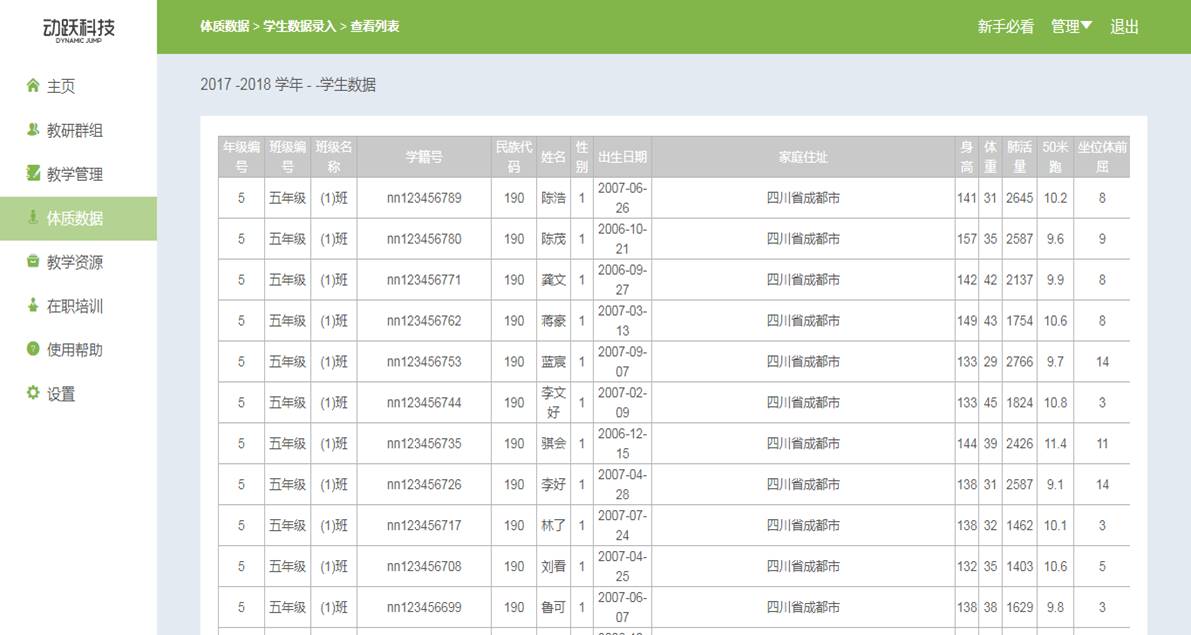 动跃科技
DYNAMIC JUMP
体质数据 > 学生数据录入 > 查看列表
新手必看 管理 退出
主页
教研群组
教学管理
体质数据
教学资源
在职培训
使用帮助
设置
2017 -2018 学年 - -学生数据
年级编号 班级编号 班级名称 学籍号 民族代码 姓名 性别 出生日期 家庭住址 身高 体重 肺活量 50米跑 坐位体前屈
5 五年级 (1)班 nn123456789 190 陈浩 1 2007-06-26 四川省成都市 141 31 2645 10.2 8
5 五年级 (1)班 nn123456780 190 陈茂 1 2006-10-21 四川省成都市 157 35 2587 9.6 9
5 五年级 (1)班 nn123456771 190 龚文 1 2006-09-27 四川省成都市 142 42 2137 9.9 8
5 五年级 (1)班 nn123456762 190 蒋豪 1 2007-03-13 四川省成都市 149 43 1754 10.6 8
5 五年级 (1)班 nn123456753 190 蓝宸 1 2007-09-07 四川省成都市 133 29 2766 9.7 14
5 五年级 (1)班 nn123456744 190 李文好 1 2007-02-09 四川省成都市 133 45 1824 10.8 3
5 五年级 (1)班 nn123456735 190 骐会 1 2006-12-15 四川省成都市 144 39 2426 11.4 11
5 五年级 (1)班 nn123456726 190 李好 1 2007-04-28 四川省成都市 138 31 2587 9.1 14
5 五年级 (1)班 nn123456717 190 林了 1 2007-07-24 四川省成都市 138 32 1462 10.1 3
5 五年级 (1)班 nn123456708 190 刘看 1 2007-04-25 四川省成都市 132 35 1403 10.6 5
5 五年级 (1)班 nn123456699 190 鲁可 1 2007-06-07 四川省成都市 138 38 1629 9.8 3